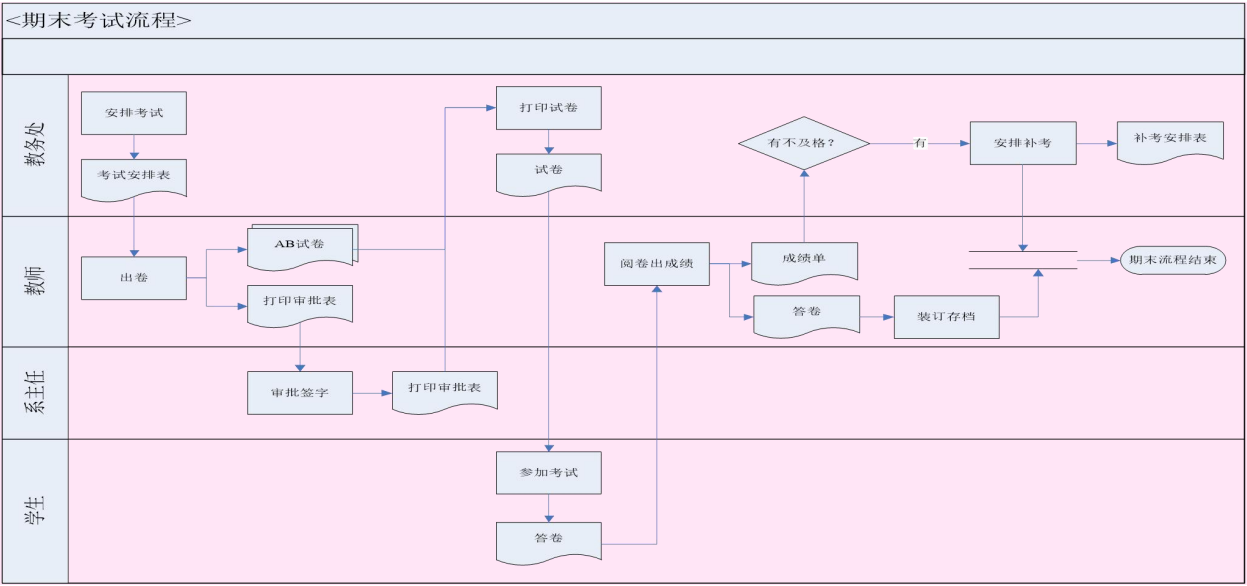 <期末考试流程>
教务处
安排考试
考试安排表
打印试卷
试卷
有不及格?
有
安排补考
补考安排表
教师
出卷
AB试卷
打印审批表
阅卷出成绩
成绩单
答卷
装订存档
期末流程结束
系主任
审批签字
打印审批表
学生
参加考试
答卷